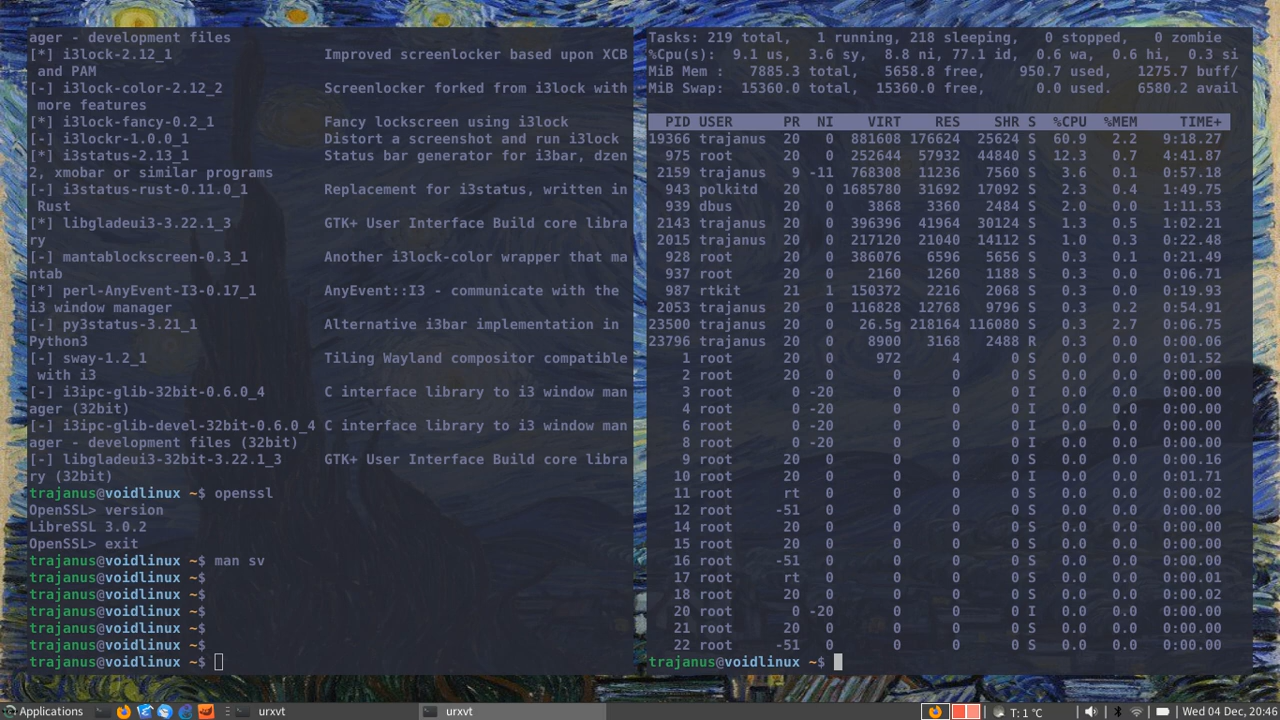 ager - development files
[*] i3lock-2.12_1 Improved screenlocker based upon XCB
and PAM
[-] i3lock-color-2.12_2 Screenlocker forked from i3lock with
more features
[*] i3lock-fancy-0.2_1 Fancy lockscreen using i3lock
[-] i3lockr-1.0.0_1 Distort a screenshot and run i3lock
[*] i3status-2.13_1 Status bar generator for i3bar, dzen
2, xmobar or similar programs
[-] i3status-rust-0.11.0_1 Replacement for i3status, written in
Rust
[*] libgladeui3-3.22.1_3 GTK+ User Interface Build core libra
ry
[-] mantablockscreen-0.3_1 Another i3lock-color wrapper that ma
ntab
[*] perl-AnyEvent-I3-0.17_1 AnyEvent::I3 - communicate with the
i3 window manager
[-] py3status-3.21_1 Alternative i3bar implementation in
Python3
[-] sway-1.2_1 Tiling Wayland compositor compatible
with i3
[-] i3ipc-glib-32bit-0.6.0_4 C interface library to i3 window man
ager (32bit)
[-] i3ipc-glib-devel-32bit-0.6.0_4 C interface library to i3 window man
ager - development files (32bit)
[-] libgladeui3-32bit-3.22.1_3 GTK+ User Interface Build core libra
ry (32bit)
trajanus@voidlinux ~$ openssl
OpenSSL> version
LibreSSL 3.0.2
OpenSSL> exit
trajanus@voidlinux ~$ man sv
trajanus@voidlinux ~$
trajanus@voidlinux ~$
trajanus@voidlinux ~$
trajanus@voidlinux ~$
trajanus@voidlinux ~$
trajanus@voidlinux ~$
Tasks: 219 total, 1 running, 218 sleeping, 0 stopped, 0 zombie
%Cpu(s): 9.1 us, 3.6 sy, 8.8 ni, 77.1 id, 0.6 wa, 0.6 hi, 0.3 si
MiB Mem : 7885.3 total, 5658.8 free, 950.7 used, 1275.7 buff/
MiB Swap: 15360.0 total, 15360.0 free, 0.0 used. 6580.2 avail
PID USER PR NI VIRT RES SHR S %CPU %MEM TIME+
19366 trajanus 20 0 881608 176624 25624 S 60.9 2.2 9:18.27
975 root 20 0 252644 57932 44840 S 12.3 0.7 4:41.87
2159 trajanus 9 -11 768308 11236 7560 S 3.6 0.1 0:57.18
943 polkitd 20 0 1685780 31692 17092 S 2.3 0.4 1:49.75
939 dbus 20 0 3868 3360 2484 S 2.0 0.0 1:11.53
2143 trajanus 20 0 396396 41964 30124 S 1.3 0.5 1:02.21
2015 trajanus 20 0 217120 21040 14112 S 1.0 0.3 0:22.48
928 root 20 0 386076 6596 5656 S 0.3 0.1 0:21.49
937 root 20 0 2160 1260 1188 S 0.3 0.0 0:06.71
987 rtkit 21 1 150372 2216 2068 S 0.3 0.0 0:19.93
2053 trajanus 20 0 116828 12768 9796 S 0.3 0.2 0:54.91
23500 trajanus 20 0 26.5g 218164 116080 S 0.3 2.7 0:06.75
23796 trajanus 20 0 8900 3168 2488 R 0.3 0.0 0:00.06
1 root 20 0 972 4 0 S 0.0 0.0 0:01.52
2 root 20 0 0 0 0 S 0.0 0.0 0:00.00
3 root 0 -20 0 0 0 I 0.0 0.0 0:00.00
4 root 0 -20 0 0 0 I 0.0 0.0 0:00.00
6 root 0 -20 0 0 0 I 0.0 0.0 0:00.00
8 root 0 -20 0 0 0 I 0.0 0.0 0:00.00
9 root 20 0 0 0 0 S 0.0 0.0 0:00.16
10 root 20 0 0 0 0 I 0.0 0.0 0:01.71
11 root rt 0 0 0 0 S 0.0 0.0 0:00.02
12 root -51 0 0 0 0 S 0.0 0.0 0:00.00
14 root 20 0 0 0 0 S 0.0 0.0 0:00.00
15 root 20 0 0 0 0 S 0.0 0.0 0:00.00
16 root -51 0 0 0 0 S 0.0 0.0 0:00.00
17 root rt 0 0 0 0 S 0.0 0.0 0:00.01
18 root 20 0 0 0 0 S 0.0 0.0 0:00.02
20 root 0 -20 0 0 0 I 0.0 0.0 0:00.00
21 root 20 0 0 0 0 S 0.0 0.0 0:00.00
22 root -51 0 0 0 0 S 0.0 0.0 0:00.00
trajanus@voidlinux ~$
Applications urxvt urxvt T: 1 °C Wed 04 Dec, 20:46